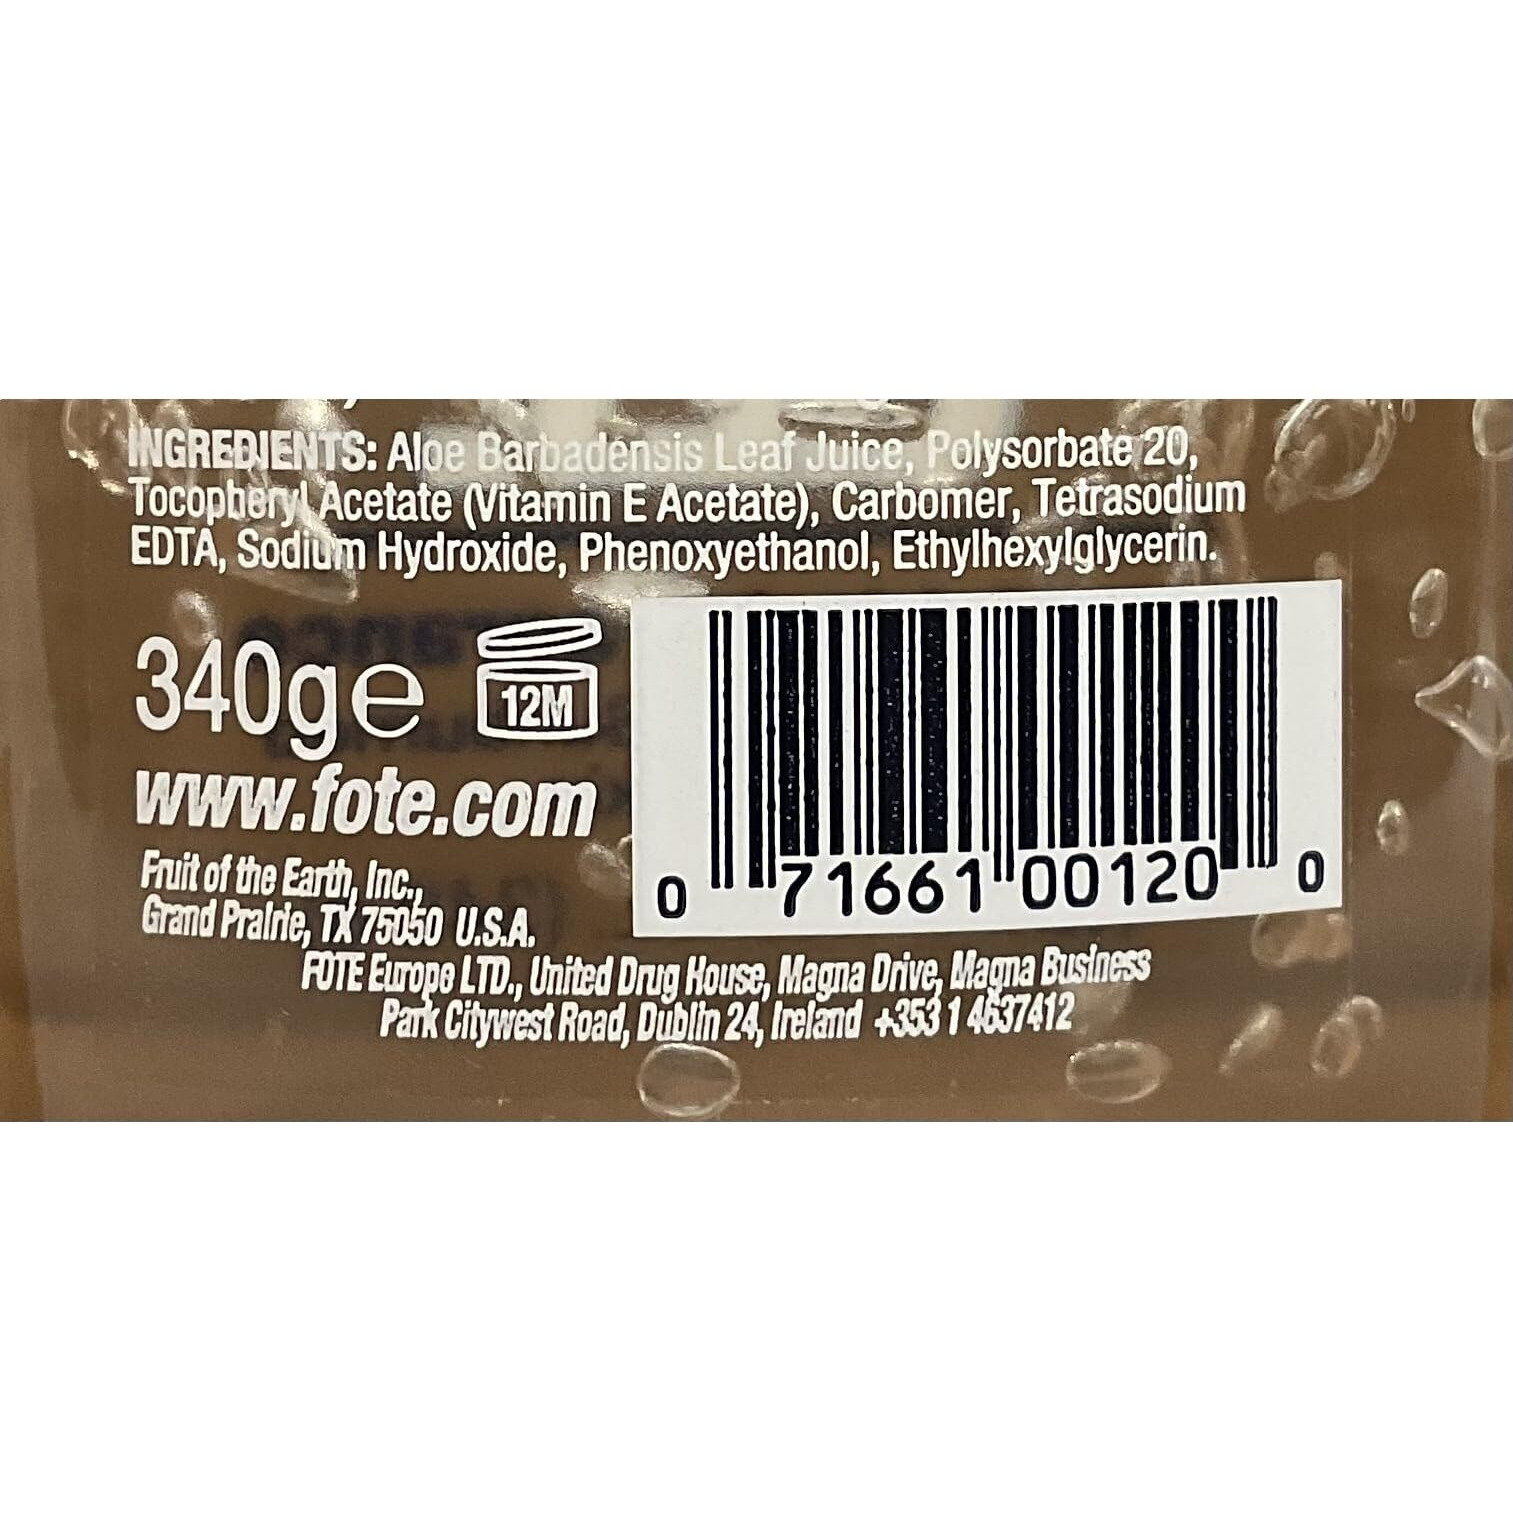 INGREDIENTS: Aloe Barbadensis Leaf Juice, Polysorbate 20,
Tocopheryl Acetate (Vitamin E Acetate), Carbomer, Tetrasodium
EDTA, Sodium Hydroxide, Phenoxyethanol, Ethylhexylglycerin.
340g℮ 12M
www.fote.com
0 71661 00120 0
Fruit of the Earth, Inc.,
Grand Prairie, TX 75050 U.S.A.
FOTE Europe LTD., United Drug House, Magna Drive, Magna Business
Park Citywest Road, Dublin 24, Ireland +353 1 4637412